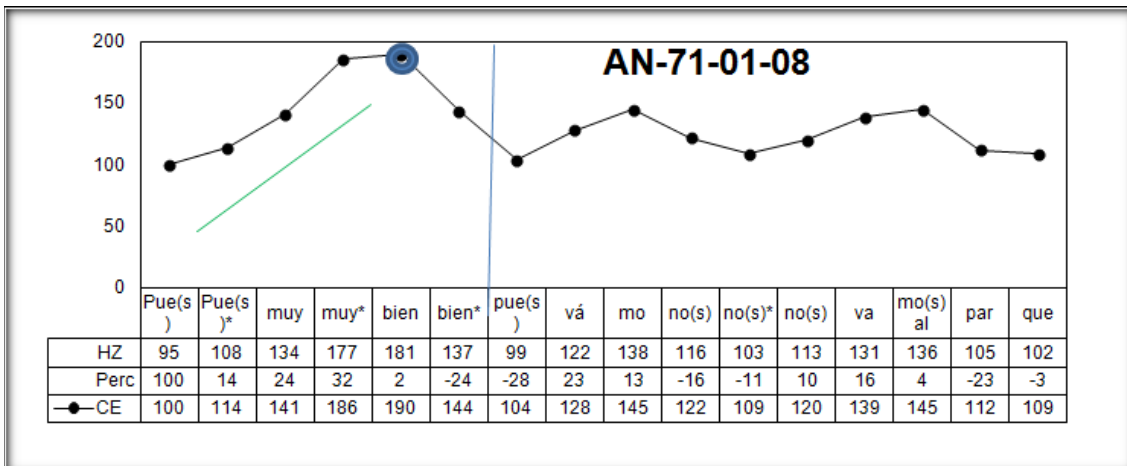 AN-71-01-08
200
150
100
50
0
Pue(s) Pue(s)* muy muy* bien bien* pue(s) vá mo no(s) no(s)* no(s) va mo(s)al par que
HZ 95 108 134 177 181 137 99 122 138 116 103 113 131 136 105 102
Perc 100 14 24 32 2 -24 -28 23 13 -16 -11 10 16 4 -23 -3
CE 100 114 141 186 190 144 104 128 145 122 109 120 139 145 112 109